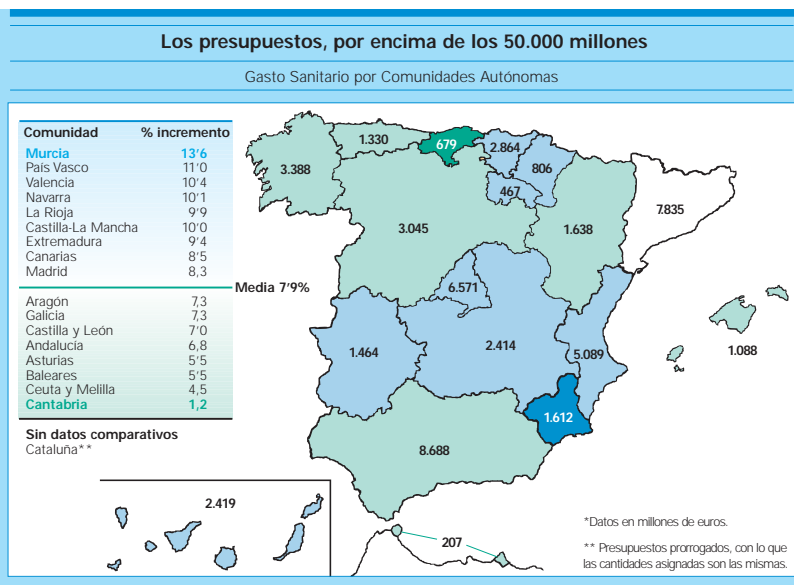 Los presupuestos, por encima de los 50.000 millones
Gasto Sanitario por Comunidades Autónomas
Comunidad % incremento
Murcia 13'6
País Vasco 11'0
Valencia 10'4
Navarra 10'1
La Rioja 9'9
Castilla-La Mancha 10'0
Extremadura 9'4
Canarias 8'5
Madrid 8,3
Media 7'9%
Aragón 7,3
Galicia 7,3
Castilla y León 7'0
Andalucía 6,8
Asturias 5'5
Baleares 5'5
Ceuta y Melilla 4,5
Cantabria 1,2
Sin datos comparativos
Cataluña**
3.388
1.330
679
2.864
806
467
3.045
1.638
7.835
6.571
1.464
2.414
5.089
1.088
1.612
8.688
2.419
207
*Datos en millones de euros.
** Presupuestos prorrogados, con lo que
las cantidades asignadas son las mismas.